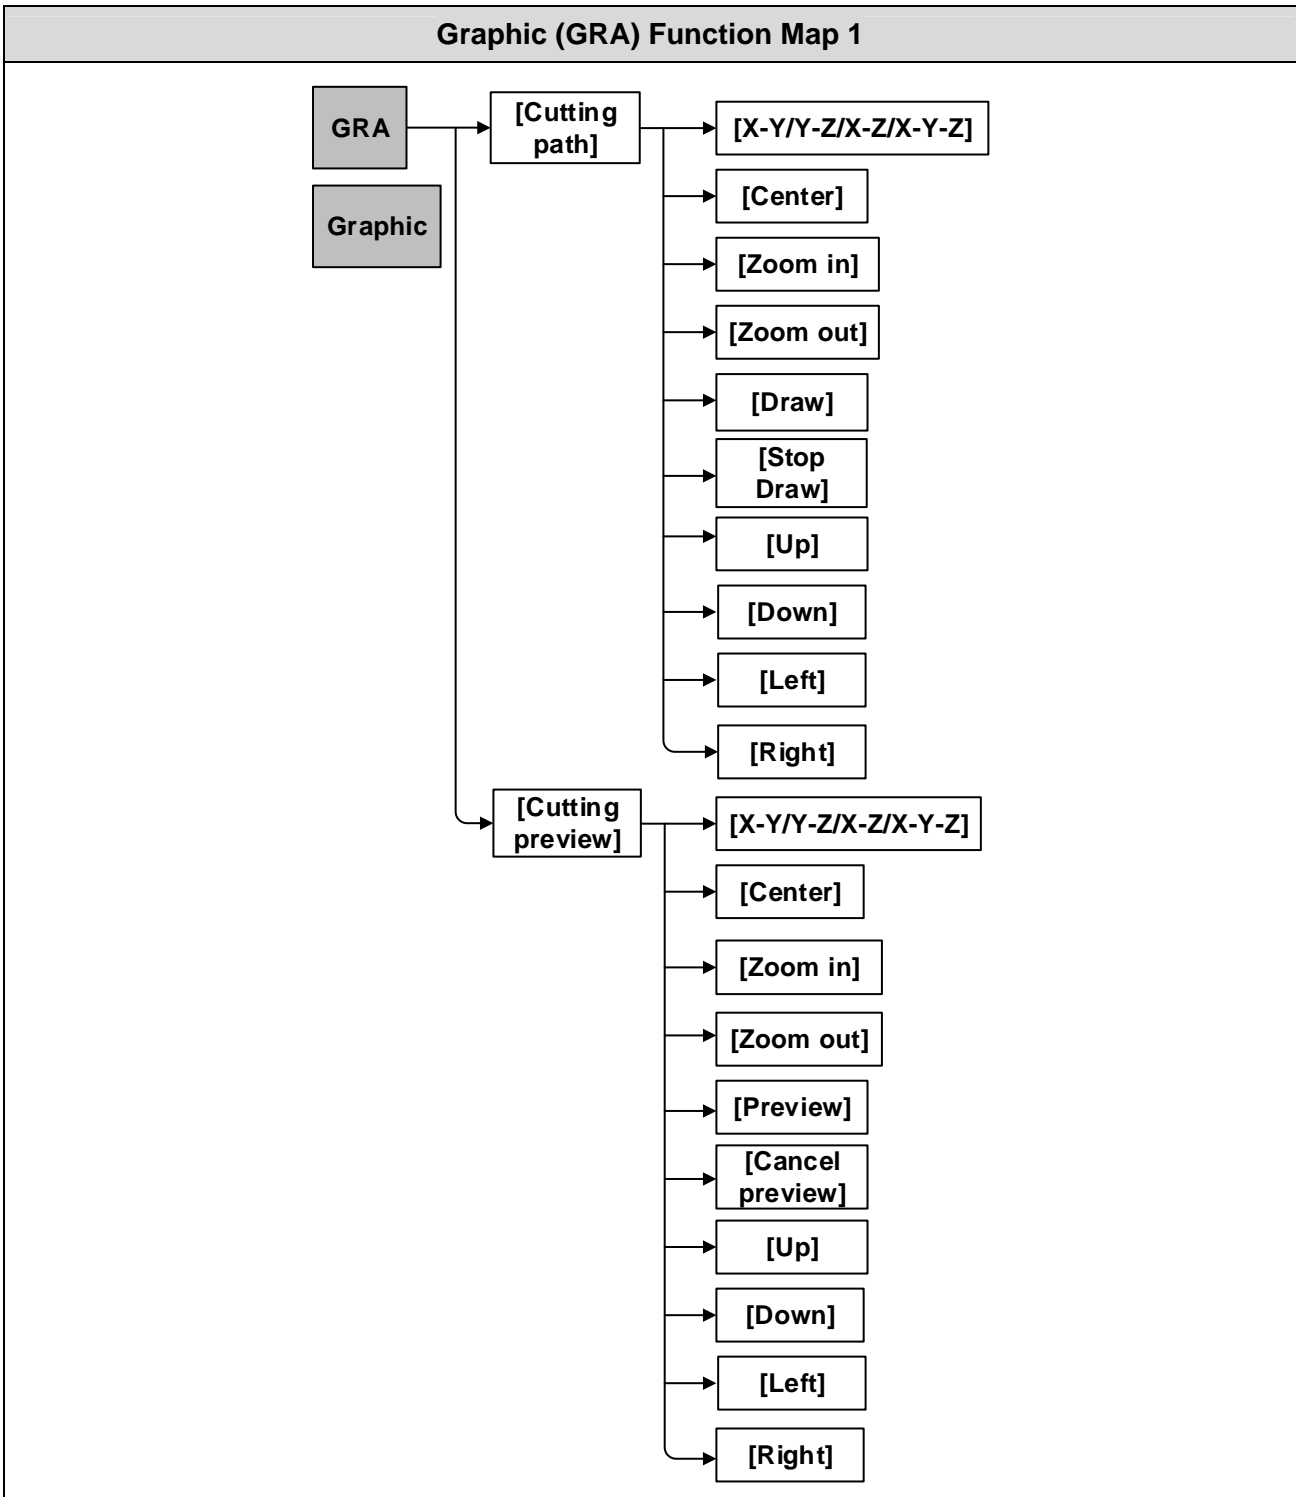 Graphic (GRA) Function Map 1
GRA
Graphic
[Cutting
path]
[X-Y/Y-Z/X-Z/X-Y-Z]
[Center]
[Zoom in]
[Zoom out]
[Draw]
[Stop
Draw]
[Up]
[Down]
[Left]
[Right]
[Cutting
preview]
[X-Y/Y-Z/X-Z/X-Y-Z]
[Center]
[Zoom in]
[Zoom out]
[Preview]
[Cancel
preview]
[Up]
[Down]
[Left]
[Right]